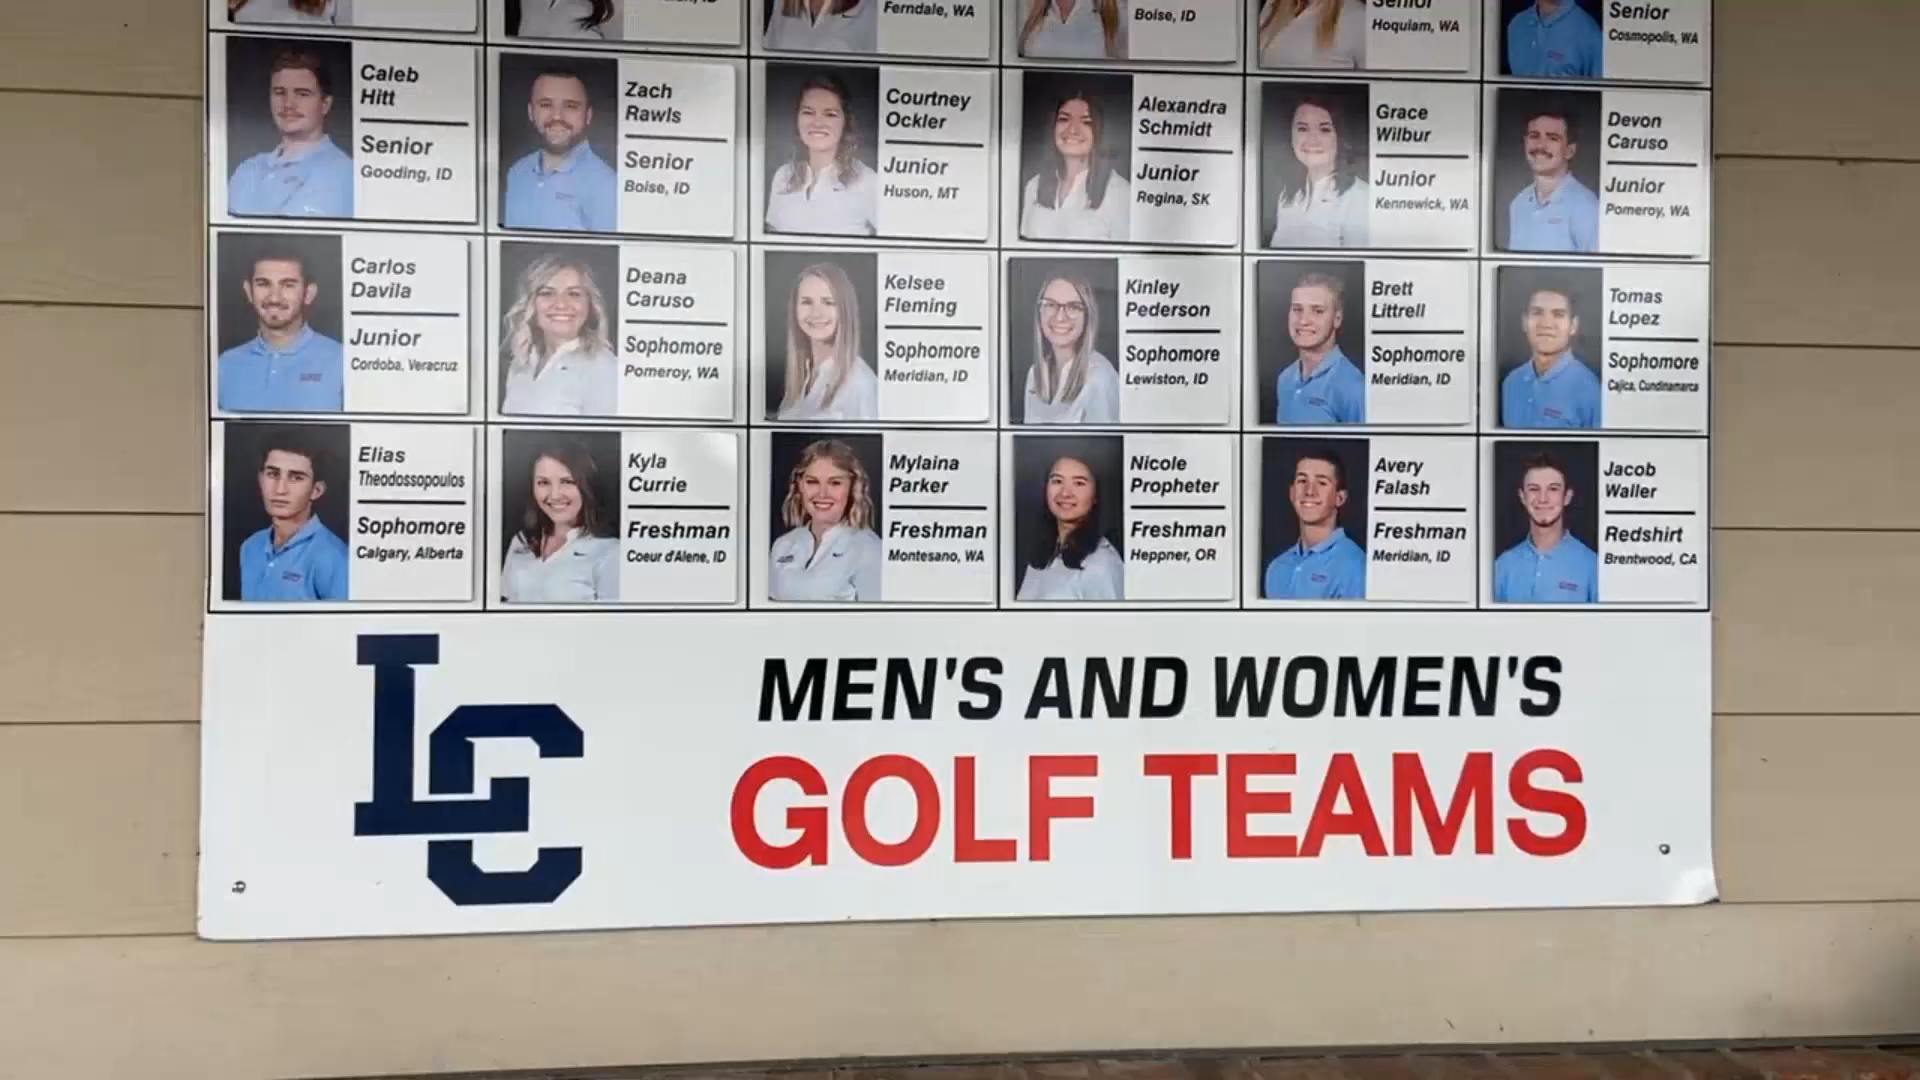 Ferndale, WA
Boise, ID
Senior
Hoquiam, WA
Senior
Cosmopolis, WA
Caleb
Hitt
Senior
Gooding, ID
Zach
Rawls
Senior
Boise, ID
Courtney
Ockler
Junior
Huson, MT
Alexandra
Schmidt
Junior
Regina, SK
Grace
Wilbur
Junior
Kennewick, WA
Devon
Caruso
Junior
Pomeroy, WA
Carlos
Davila
Junior
Cordoba, Veracruz
Deana
Caruso
Sophomore
Pomeroy, WA
Kelsee
Fleming
Sophomore
Meridian, ID
Kinley
Pederson
Sophomore
Lewiston, ID
Brett
Littrell
Sophomore
Meridian, ID
Tomas
Lopez
Sophomore
Cajica, Cundinamarca
Elias
Theodossopoulos
Sophomore
Calgary, Alberta
Kyla
Currie
Freshman
Coeur d'Alene, ID
Mylaina
Parker
Freshman
Montesano, WA
Nicole
Propheter
Freshman
Heppner, OR
Avery
Falash
Freshman
Meridian, ID
Jacob
Waller
Redshirt
Brentwood, CA
LC
MEN'S AND WOMEN'S
GOLF TEAMS